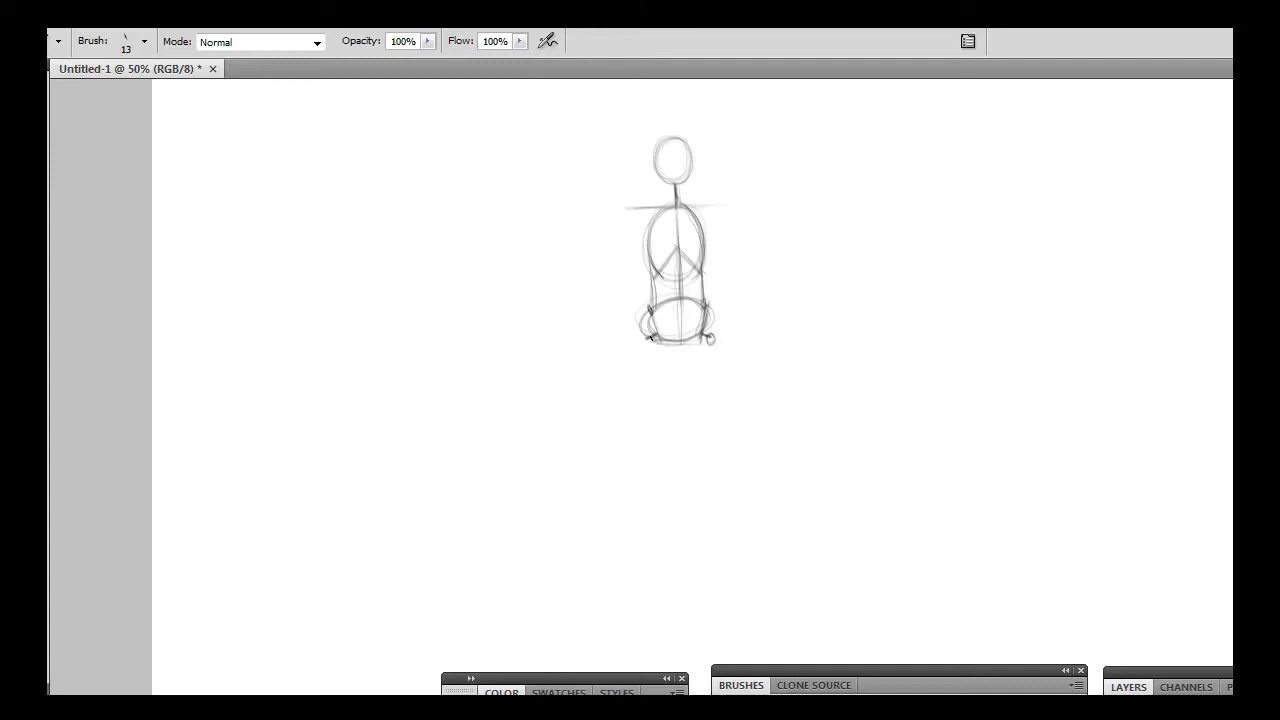 Brush: 13 Mode: Normal Opacity: 100% Flow: 100%
Untitled-1 @ 50% (RGB/8) *
COLOR SWATCHES STYLES
BRUSHES CLONE SOURCE
LAYERS CHANNELS P